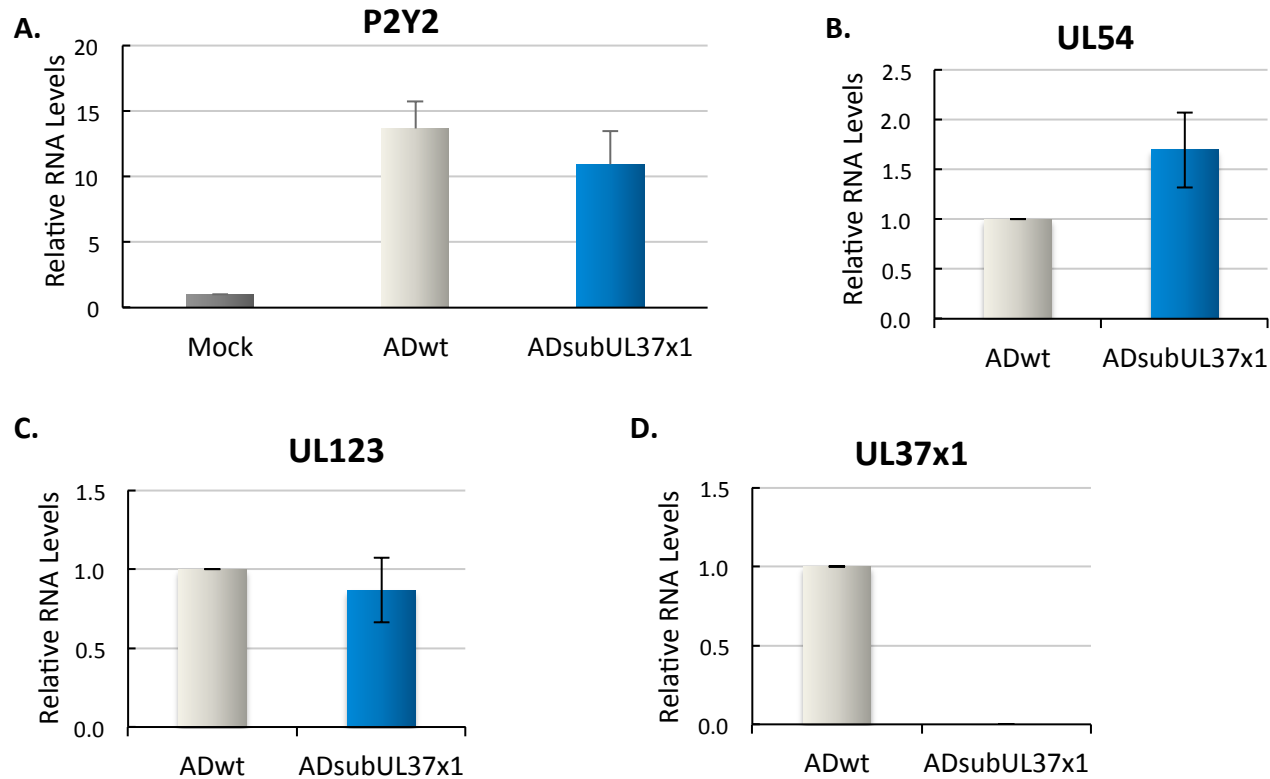 A.
P2Y2
Relative RNA Levels
20
15
10
5
0
Mock
ADwt
ADsubUL37x1
B.
UL54
Relative RNA Levels
2.5
2.0
1.5
1.0
0.5
0.0
ADwt
ADsubUL37x1
C.
UL123
Relative RNA Levels
1.5
1.0
0.5
0.0
ADwt
ADsubUL37x1
D.
UL37x1
Relative RNA Levels
1.5
1.0
0.5
0.0
ADwt
ADsubUL37x1